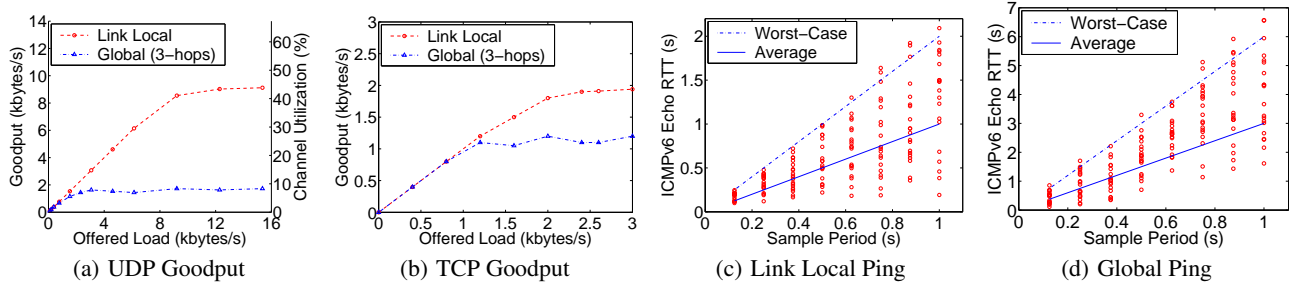 Goodput (kbytes/s)
14
12
10
8
6
4
2
0
0
4
8
12
16
Offered Load (kbytes/s)
Link Local
Global (3-hops)
60
50
40
30
20
10
0
Channel Utilization (%)
(a) UDP Goodput
Goodput (kbytes/s)
3
2.5
2
1.5
1
0.5
0
0
0.4
0.8
1.2
1.6
2
2.5
3
Offered Load (kbytes/s)
Link Local
Global (3-hops)
(b) TCP Goodput
ICMPv6 Echo RTT (s)
2
1.5
1
0.5
0
0
0.2
0.4
0.6
0.8
1
Sample Period (s)
Worst-Case
Average
(c) Link Local Ping
ICMPv6 Echo RTT (s)
7
6
5
4
3
2
1
0
0
0.2
0.4
0.6
0.8
1
Sample Period (s)
Worst-Case
Average
(d) Global Ping